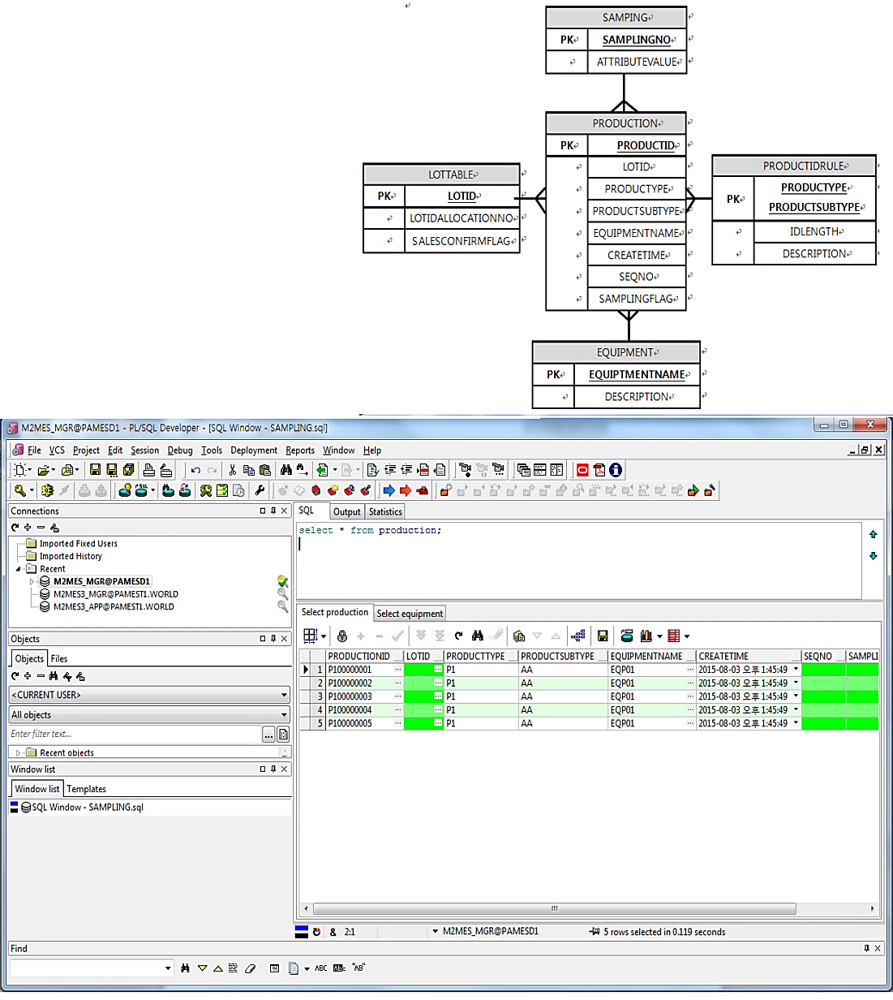 SAMPING
PK SAMPLINGNO
ATTRIBUTEVALUE
PRODUCTION
PK PRODUCTID
LOTID
PRODUCTYPE
PRODUCTSUBTYPE
EQUIPMENTNAME
CREATETIME
SEQNO
SAMPLINGFLAG
LOTTABLE
PK LOTID
LOTIDALLOCATIONNO
SALESCONFIRMFLAG
PRODUCTIDRULE
PK PRODUCTYPE
PRODUCTSUBTYPE
IDLENGTH
DESCRIPTION
EQUIPMENT
PK EQUIPTMENTNAME
DESCRIPTION
M2MES_MGR@PAMESD1 - PL/SQL Developer - [SQL Window - SAMPLING.sql]
File VCS Project Edit Session Debug Tools Deployment Reports Window Help
Connections
Imported Fixed Users
Imported History
Recent
M2MES_MGR@PAMESD1
M2MES3_MGR@PAMEST1.WORLD
M2MES3_APP@PAMEST1.WORLD
Objects
Objects Files
<CURRENT USER>
All objects
Enter filter text...
Recent objects
Window list
Window list Templates
SQL Window - SAMPLING.sql
SQL Output Statistics
select * from production;
Select production Select equipment
PRODUCTIONID LOTID PRODUCTTYPE PRODUCTSUBTYPE EQUIPMENTNAME CREATETIME SEQNO SAMPLI
1 P100000001 P1 AA EQP01 2015-08-03 오후 1:45:49
2 P100000002 P1 AA EQP01 2015-08-03 오후 1:45:49
3 P100000003 P1 AA EQP01 2015-08-03 오후 1:45:49
4 P100000004 P1 AA EQP01 2015-08-03 오후 1:45:49
5 P100000005 P1 AA EQP01 2015-08-03 오후 1:45:49
& 2:1 M2MES_MGR@PAMESD1 5 rows selected in 0.119 seconds
Find
ABC "AB"